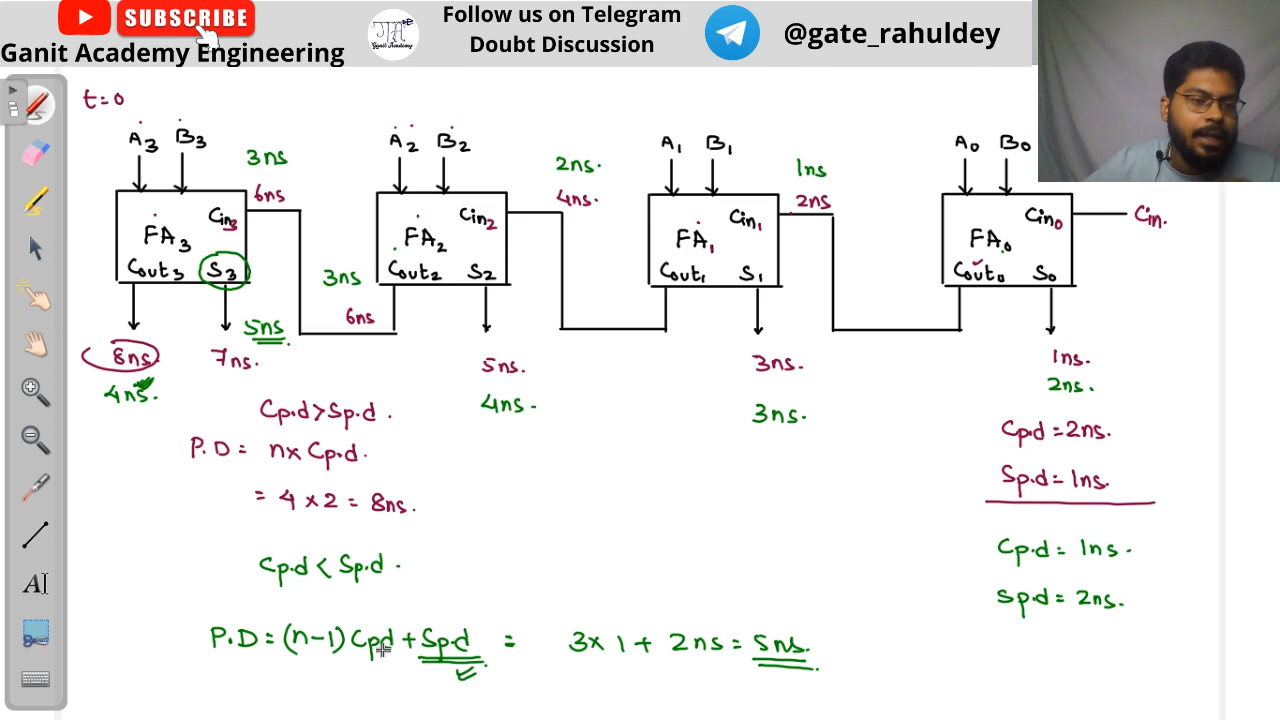 SUBSCRIBE
Ganit Academy Engineering
Ganit Academy
Follow us on Telegram
Doubt Discussion
@gate_rahuldey
t=0
A3 B3 3ns
6ns
Cin3
FA3
Cout3 S3
A2 B2 2ns.
4ns.
Cin2
FA2
Cout2 S2
A1 B1 1ns
2ns
Cin1
FA1
Cout1 S1
A0 B0
Cin0 Cin.
FA0
Cout0 S0
3ns
6ns
5ns.
8ns. 7ns. 5ns. 3ns. 1ns.
4ns. 4ns. 3ns. 2ns.
Cp.d > Sp.d.
P.D = n x Cp.d.
= 4 x 2 = 8ns.
Cp.d = 2ns.
Sp.d = 1ns.
Cp.d < Sp.d.
Cp.d = 1ns.
Sp.d = 2ns.
P.D = (n-1) Cpd + Sp.d = 3 x 1 + 2ns = 5ns.
AI